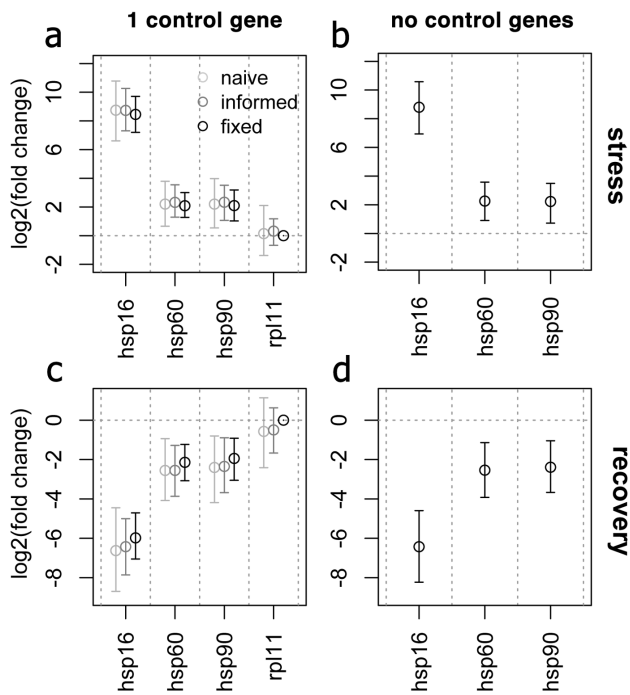 1 control gene
no control genes
a
b
naive
informed
fixed
log2(fold change)
10
6
2
-2
hsp16
hsp60
hsp90
rpl11
10
6
2
-2
hsp16
hsp60
hsp90
stress
c
d
log2(fold change)
0
-2
-4
-6
-8
hsp16
hsp60
hsp90
rpl11
0
-2
-4
-6
-8
hsp16
hsp60
hsp90
recovery